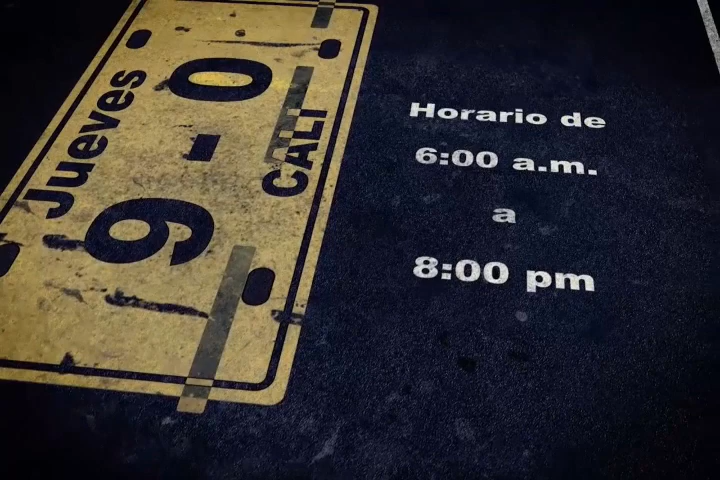 Jueves
9 - 0
CALI
Horario de
6:00 a.m.
a
8:00 pm